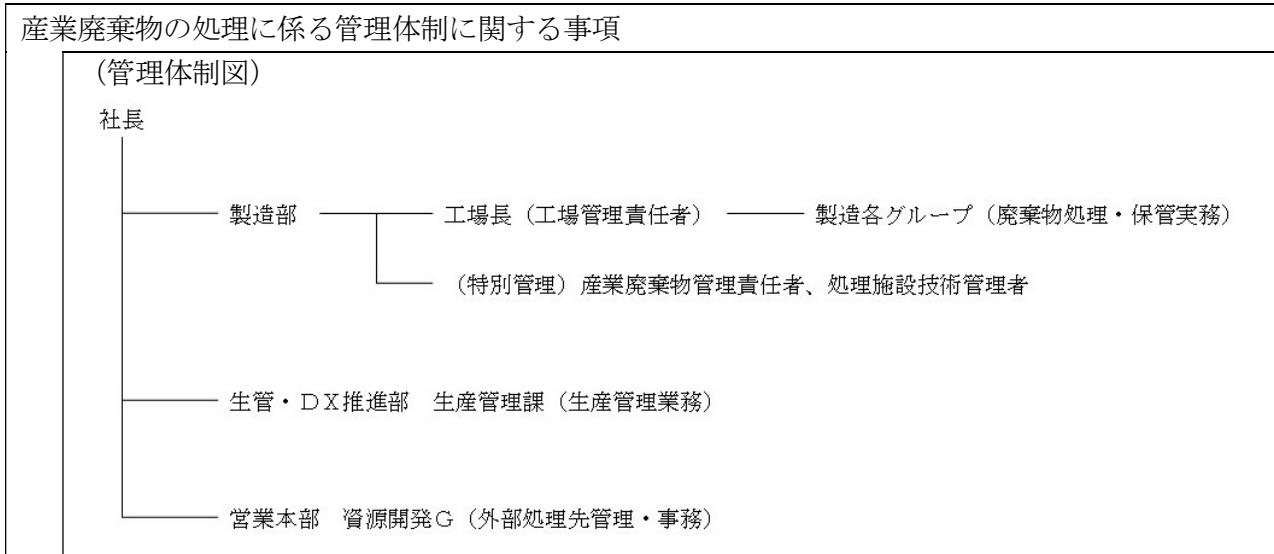 産業廃棄物の処理に係る管理体制に関する事項
（管理体制図）
社長
製造部 工場長（工場管理責任者） 製造各グループ（廃棄物処理・保管実務）
（特別管理）産業廃棄物管理責任者、処理施設技術管理者
生管・ＤＸ推進部　生産管理課（生産管理業務）
営業本部　資源開発Ｇ（外部処理先管理・事務）